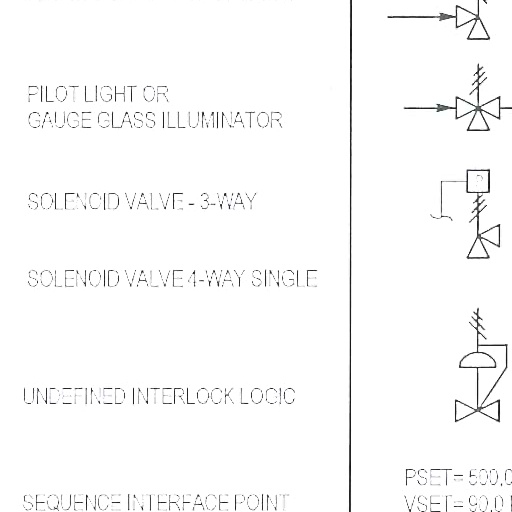 PILOT LIGHT OR
GAUGE GLASS ILLUMINATOR
SOLENOID VALVE - 3-WAY
SOLENOID VALVE 4-WAY SINGLE
UNDEFINED INTERLOCK LOGIC
SEQUENCE INTERFACE POINT
PSET= 500,0
VSET= 90,0